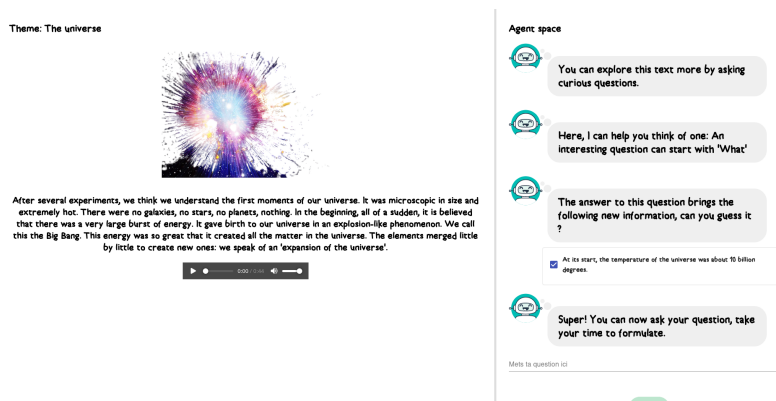 Theme: The universe
After several experiments, we think we understand the first moments of our universe. It was microscopic in size and
extremely hot. There were no galaxies, no stars, no planets, nothing. In the beginning, all of a sudden, it is believed
that there was a very large burst of energy. It gave birth to our universe in an explosion-like phenomenon. We call
this the Big Bang. This energy was so great that it created all the matter in the universe. The elements merged little
by little to create new ones: we speak of an 'expansion of the universe'.
0:00 / 0:44
Agent space
You can explore this text more by asking
curious questions.
Here, I can help you think of one: An
interesting question can start with 'What'
The answer to this question brings the
following new information, can you guess it
?
At its start, the temperature of the universe was about 10 billion
degrees.
Super! You can now ask your question, take
your time to formulate.
Mets ta question ici